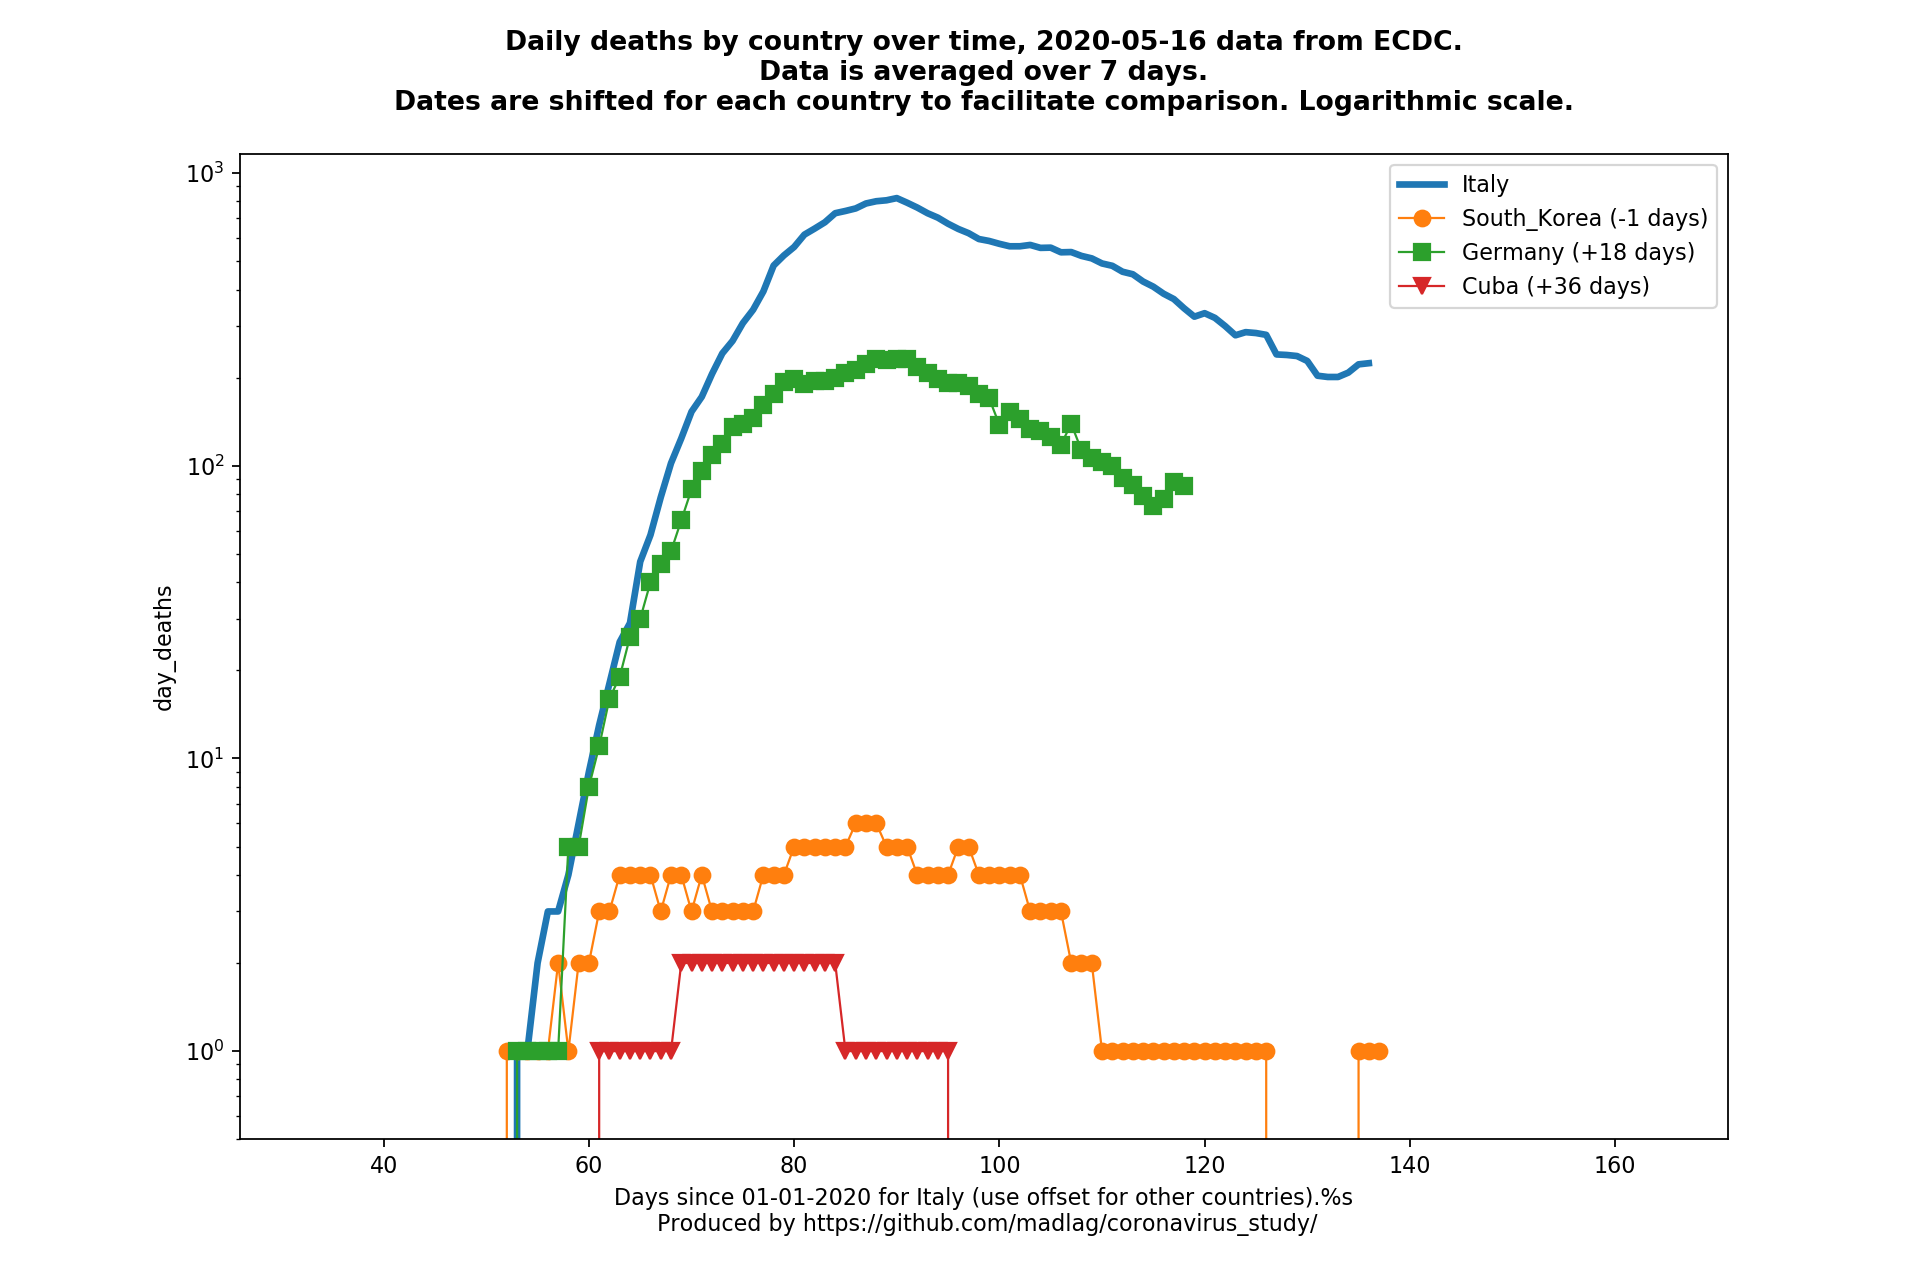 Daily deaths by country over time, 2020-05-16 data from ECDC.
Data is averaged over 7 days.
Dates are shifted for each country to facilitate comparison. Logarithmic scale.
10³
10²
10¹
10⁰
day_deaths
Italy
South_Korea (-1 days)
Germany (+18 days)
Cuba (+36 days)
40 60 80 100 120 140 160
Days since 01-01-2020 for Italy (use offset for other countries).%s
Produced by https://github.com/madlag/coronavirus_study/